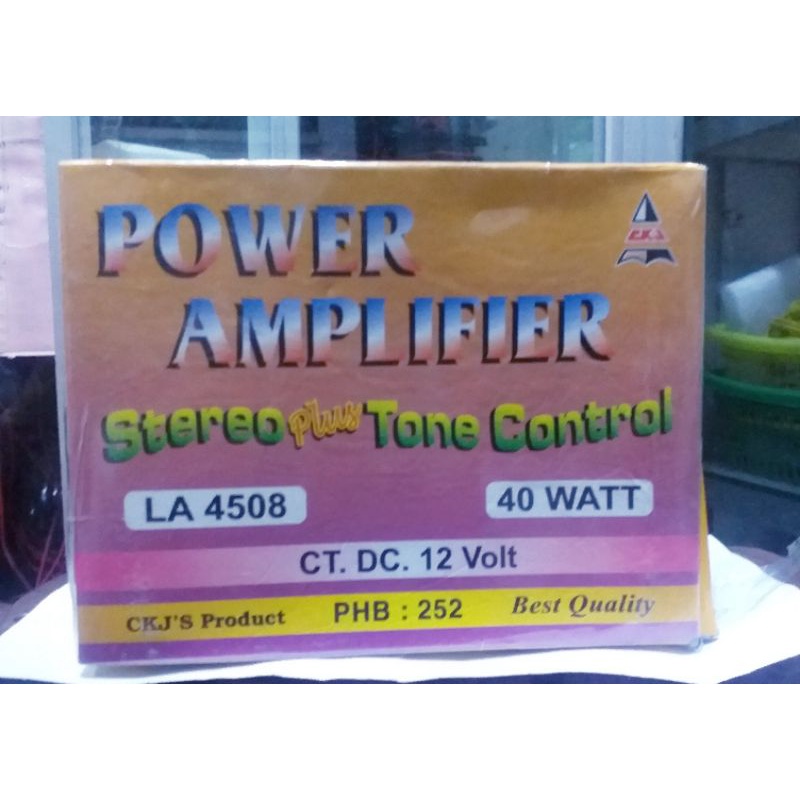 POWER
CKJ
AMPLIFIER
Stereo Plus Tone Control
LA 4508
40 WATT
CT. DC. 12 Volt
CKJ'S Product
PHB : 252
Best Quality